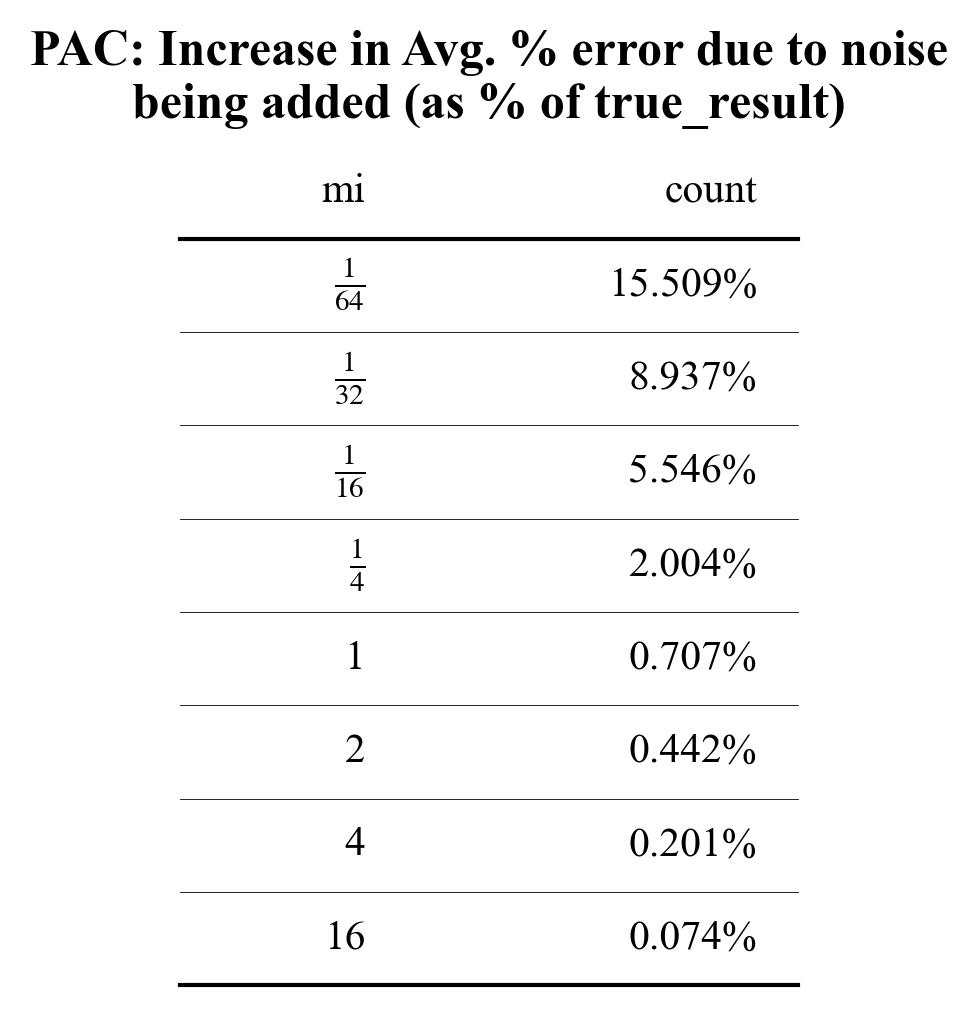 PAC: Increase in Avg. % error due to noise
being added (as % of true_result)
mi count
1/64 15.509%
1/32 8.937%
1/16 5.546%
1/4 2.004%
1 0.707%
2 0.442%
4 0.201%
16 0.074%